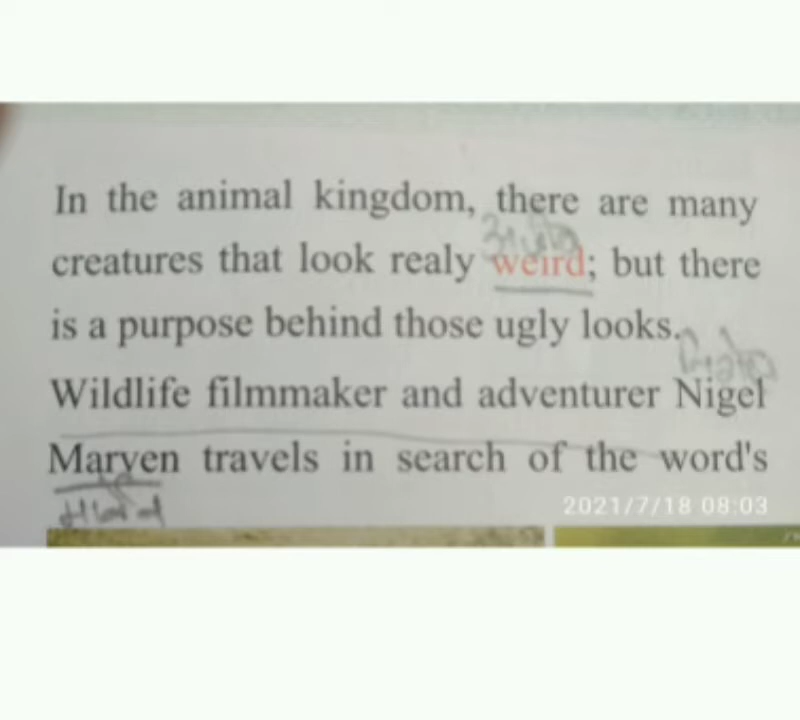 In the animal kingdom, there are many
creatures that look realy weird; but there
is a purpose behind those ugly looks.
Wildlife filmmaker and adventurer Nigel
Marven travels in search of the word's
2021/7/18 08:03